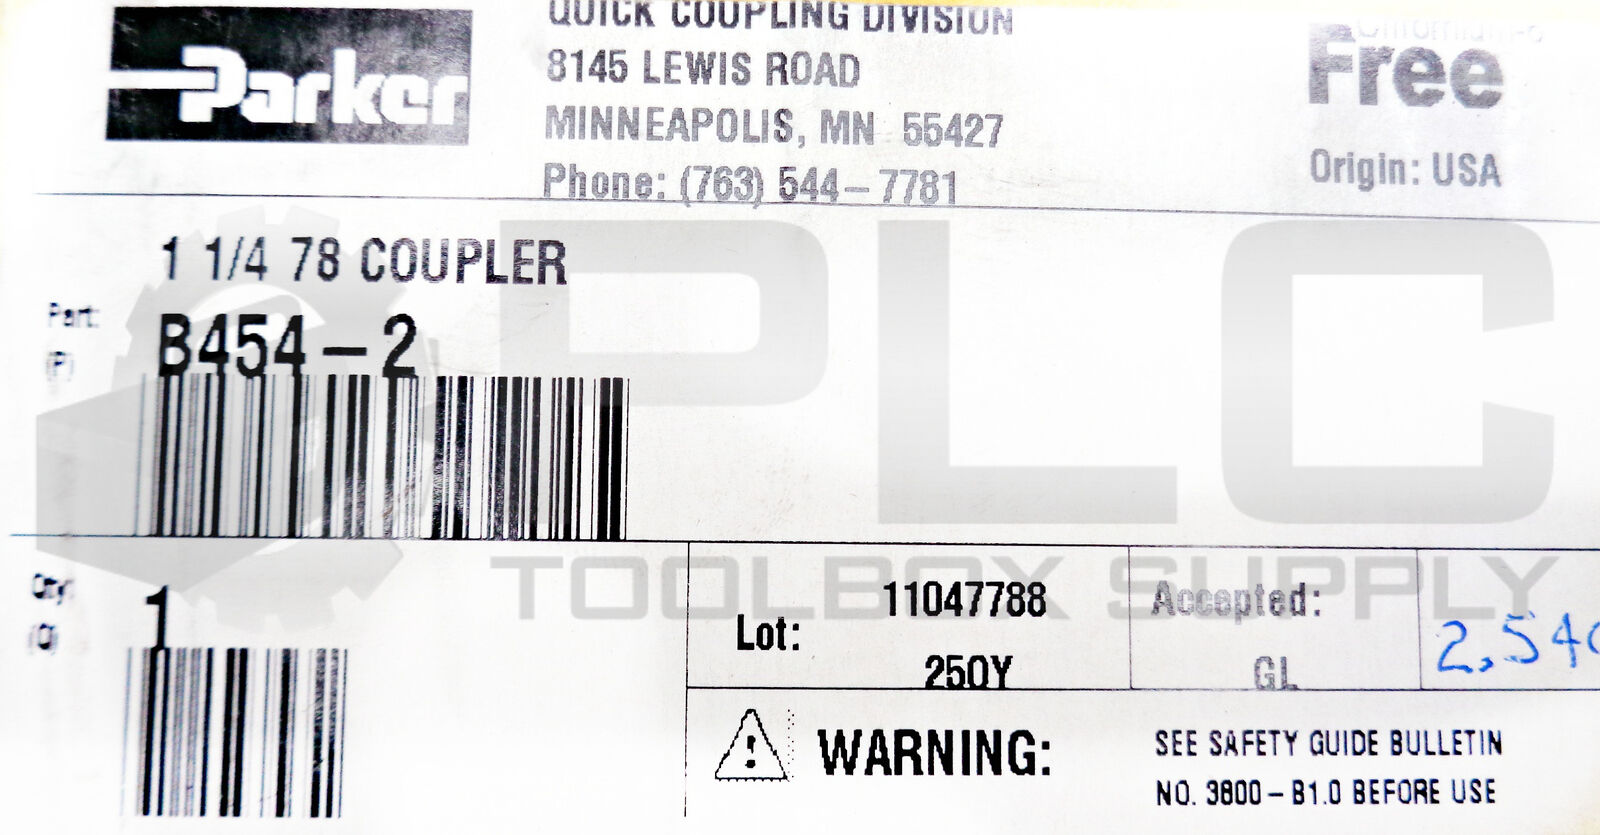 Parker
QUICK COUPLING DIVISION
8145 LEWIS ROAD
MINNEAPOLIS, MN 55427
Phone: (763) 544-7781
Free
Origin: USA
1 1/4 78 COUPLER
Part: B454-2
(P)
Qty: 1
(Q)
Lot: 11047788
25QY
Accepted:
GL
WARNING:
SEE SAFETY GUIDE BULLETIN
NO. 3800-B1.0 BEFORE USE
PLC
TOOLBOX SUPPLY